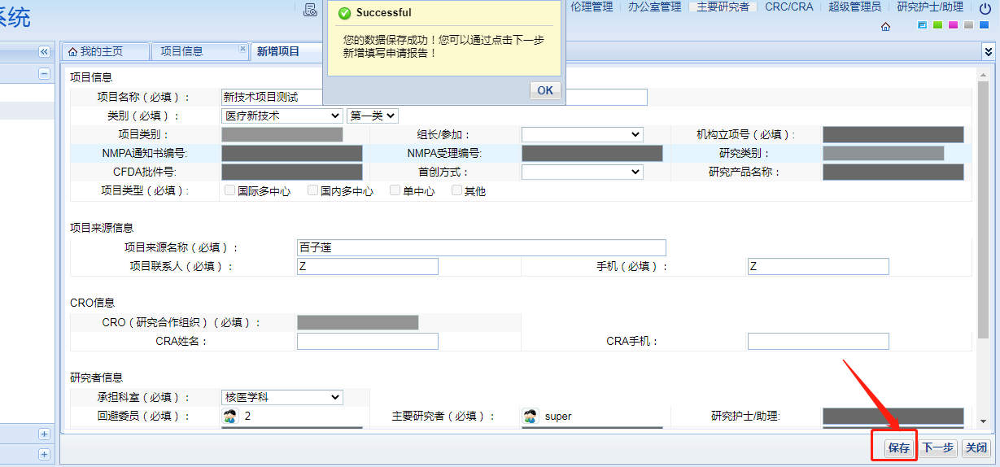 系统
伦理管理 办公室管理 主要研究者 CRC/CRA 超级管理员 研究护士/助理
Successful
您的数据保存成功！您可以通过点击下一步
新增填写申请报告！
OK
我的主页 项目信息 新增项目
项目信息
项目名称（必填）： 新技术项目测试
类别（必填）： 医疗新技术 第一类
项目类别： 组长/参加： 机构立项号（必填）:
NMPA通知书编号: NMPA受理编号: 研究类别：
CFDA批件号: 首创方式： 研究产品名称：
项目类型（必填）: 国际多中心 国内多中心 单中心 其他
项目来源信息
项目来源名称（必填）： 百子莲
项目联系人（必填）： Z 手机（必填）： Z
CRO信息
CRO（研究合作组织）（必填）：
CRA姓名： CRA手机：
研究者信息
承担科室（必填）： 核医学科
回避委员（必填）： 2 主要研究者（必填）： super 研究护士/助理:
保存 下一步 关闭